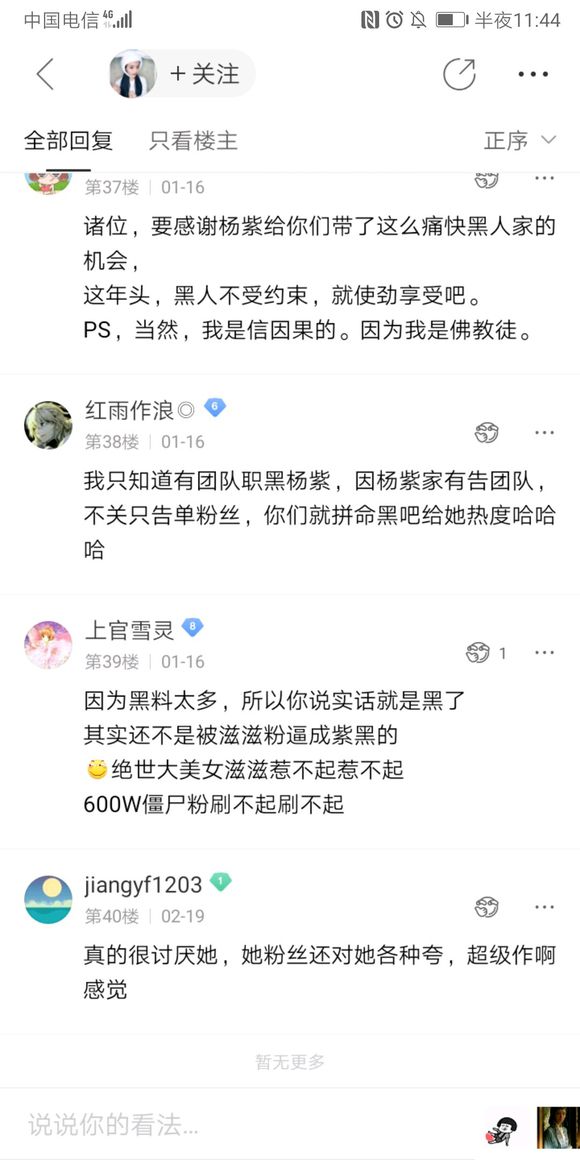 中国电信 4G 半夜11:44
+ 关注
全部回复 只看楼主 正序
第37楼 01-16
诸位，要感谢杨紫给你们带了这么痛快黑人家的
机会，
这年头，黑人不受约束，就使劲享受吧。
PS，当然，我是信因果的。因为我是佛教徒。
红雨作浪◎ 6
第38楼 01-16
我只知道有团队职黑杨紫，因杨紫家有告团队，
不关只告单粉丝，你们就拼命黑吧给她热度哈哈
哈
上官雪灵 8
第39楼 01-16 1
因为黑料太多，所以你说实话就是黑了
其实还不是被滋滋粉逼成紫黑的
绝世大美女滋滋惹不起惹不起
600W僵尸粉刷不起刷不起
jiangyf1203 1
第40楼 02-19
真的很讨厌她，她粉丝还对她各种夸，超级作啊
感觉
暂无更多
说说你的看法...